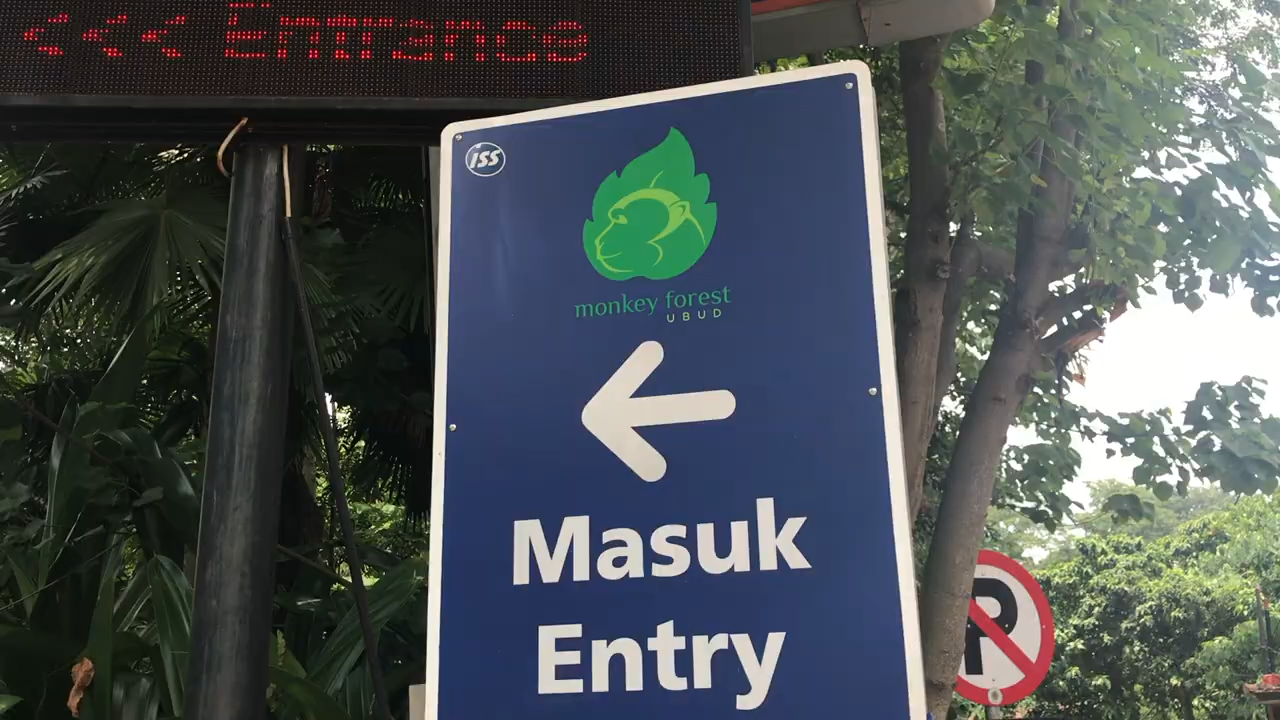 <<< Entrance
iss
monkey forest
UBUD
Masuk
Entry
P